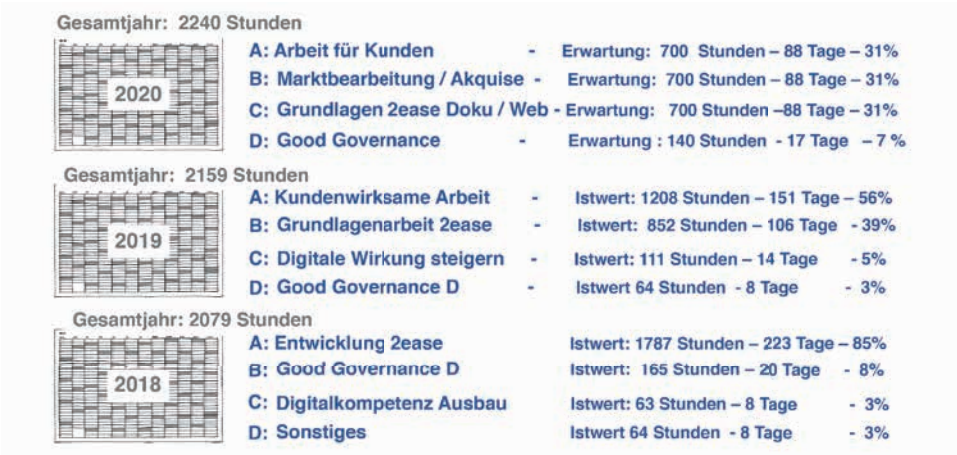 Gesamtjahr: 2240 Stunden
2020
A: Arbeit für Kunden - Erwartung: 700 Stunden – 88 Tage – 31%
B: Marktbearbeitung / Akquise - Erwartung: 700 Stunden – 88 Tage – 31%
C: Grundlagen 2ease Doku / Web - Erwartung: 700 Stunden –88 Tage – 31%
D: Good Governance - Erwartung : 140 Stunden - 17 Tage – 7 %
Gesamtjahr: 2159 Stunden
2019
A: Kundenwirksame Arbeit - Istwert: 1208 Stunden – 151 Tage – 56%
B: Grundlagenarbeit 2ease - Istwert: 852 Stunden – 106 Tage - 39%
C: Digitale Wirkung steigern - Istwert: 111 Stunden – 14 Tage - 5%
D: Good Governance D - Istwert 64 Stunden - 8 Tage - 3%
Gesamtjahr: 2079 Stunden
2018
A: Entwicklung 2ease Istwert: 1787 Stunden – 223 Tage – 85%
B: Good Governance D Istwert: 165 Stunden – 20 Tage - 8%
C: Digitalkompetenz Ausbau Istwert: 63 Stunden – 8 Tage - 3%
D: Sonstiges Istwert 64 Stunden - 8 Tage - 3%